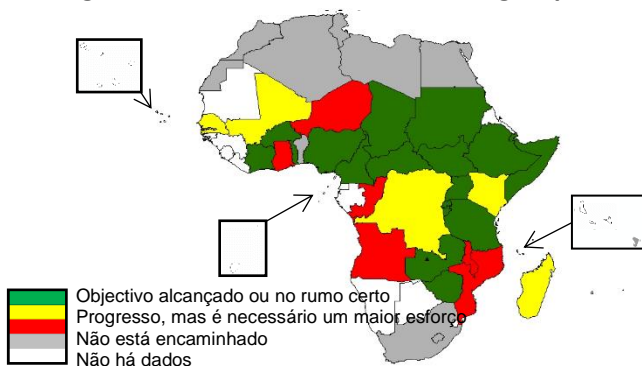 Objectivo alcançado ou no rumo certo
Progresso, mas é necessário um maior esforço
Não está encaminhado
Não há dados